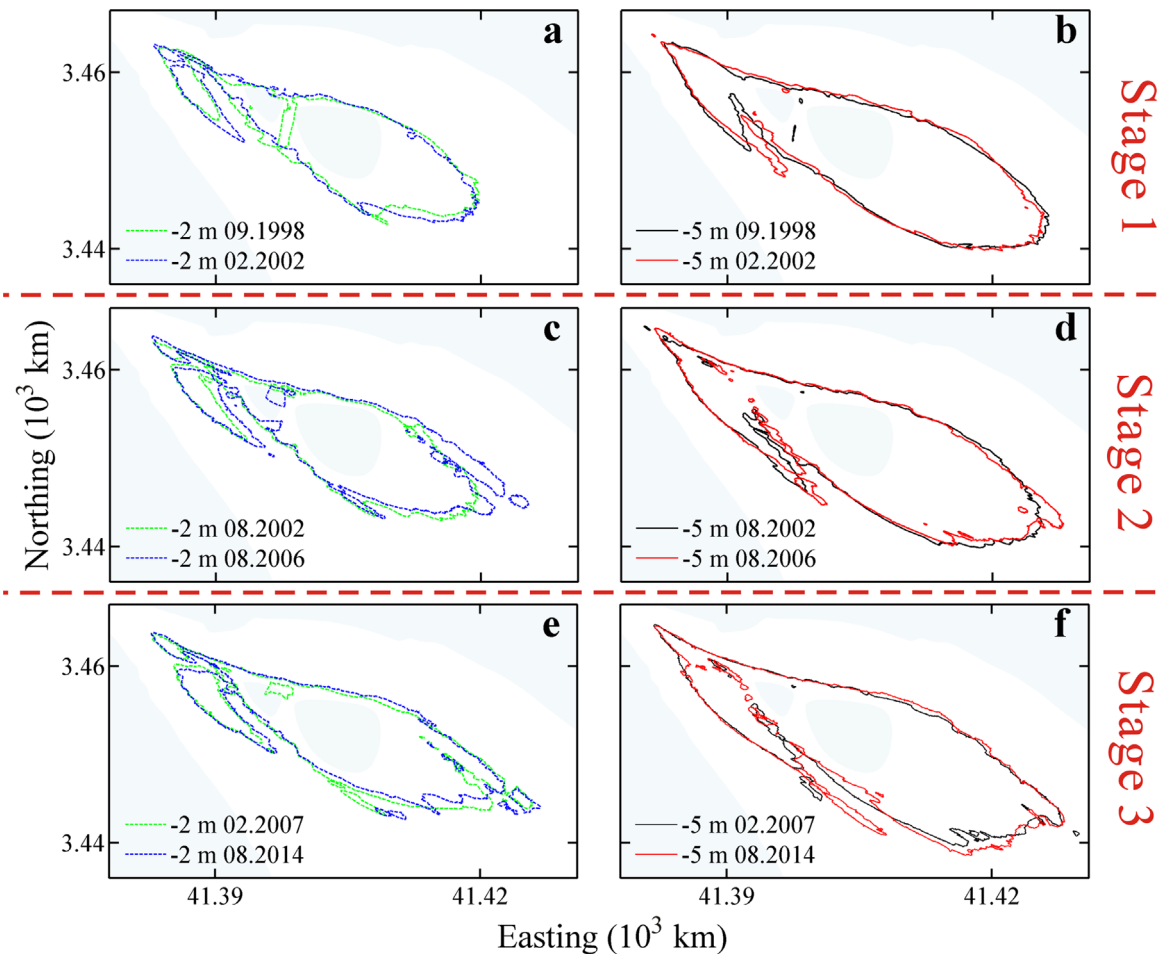 a
3.46
3.44
-2 m 09.1998
-2 m 02.2002
b
-5 m 09.1998
-5 m 02.2002
Stage 1
c
3.46
3.44
-2 m 08.2002
-2 m 08.2006
d
-5 m 08.2002
-5 m 08.2006
Stage 2
Northing (10³ km)
e
3.46
3.44
-2 m 02.2007
-2 m 08.2014
f
-5 m 02.2007
-5 m 08.2014
Stage 3
41.39
41.42
41.39
41.42
Easting (10³ km)